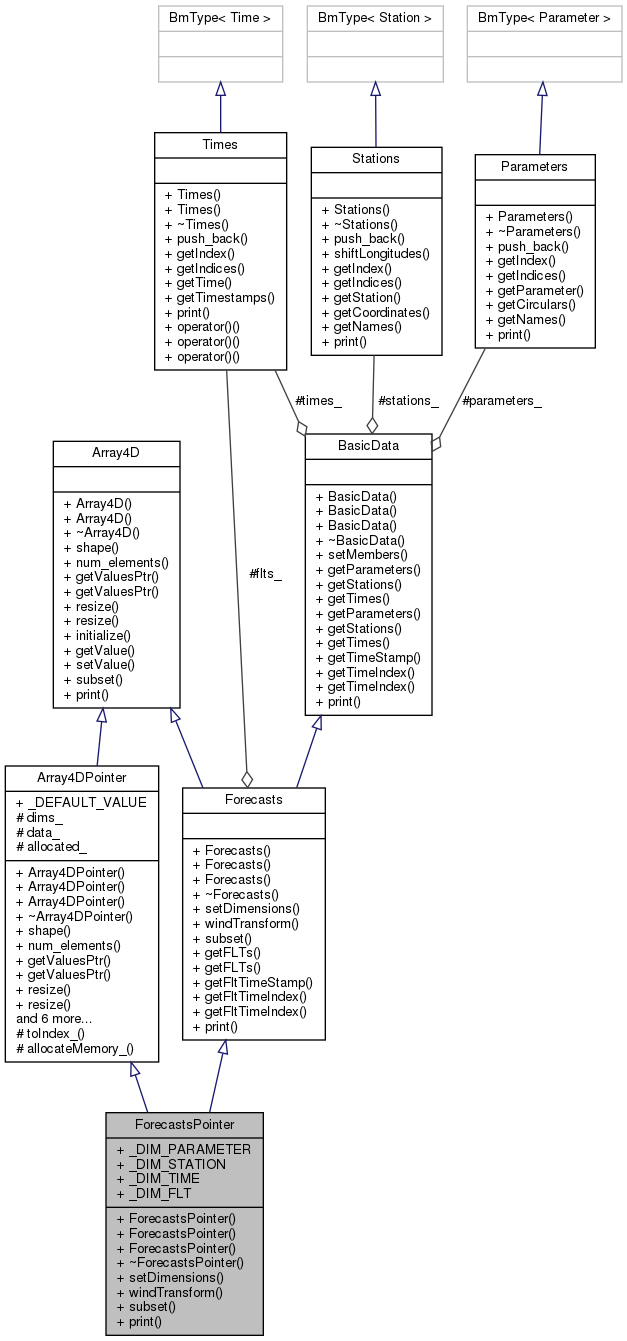 BmType< Time >
BmType< Station >
BmType< Parameter >
Times
+ Times()
+ Times()
+ ~Times()
+ push_back()
+ getIndex()
+ getIndices()
+ getTime()
+ getTimestamps()
+ print()
+ operator()()
+ operator()()
+ operator()()
Stations
+ Stations()
+ ~Stations()
+ push_back()
+ shiftLongitudes()
+ getIndex()
+ getIndices()
+ getStation()
+ getCoordinates()
+ getNames()
+ print()
Parameters
+ Parameters()
+ ~Parameters()
+ push_back()
+ getIndex()
+ getIndices()
+ getParameter()
+ getCirculars()
+ getNames()
+ print()
#times_
#stations_
#parameters_
Array4D
+ Array4D()
+ Array4D()
+ ~Array4D()
+ shape()
+ num_elements()
+ getValuesPtr()
+ getValuesPtr()
+ resize()
+ resize()
+ initialize()
+ getValue()
+ setValue()
+ subset()
+ print()
#flts_
BasicData
+ BasicData()
+ BasicData()
+ BasicData()
+ ~BasicData()
+ setMembers()
+ getParameters()
+ getStations()
+ getTimes()
+ getParameters()
+ getStations()
+ getTimes()
+ getTimeStamp()
+ getTimeIndex()
+ getTimeIndex()
+ print()
Array4DPointer
+ _DEFAULT_VALUE
# dims_
# data_
# allocated_
+ Array4DPointer()
+ Array4DPointer()
+ Array4DPointer()
+ ~Array4DPointer()
+ shape()
+ num_elements()
+ getValuesPtr()
+ getValuesPtr()
+ resize()
+ resize()
and 6 more...
# toIndex_()
# allocateMemory_()
Forecasts
+ Forecasts()
+ Forecasts()
+ Forecasts()
+ ~Forecasts()
+ setDimensions()
+ windTransform()
+ subset()
+ getFLTs()
+ getFLTs()
+ getFltTimeStamp()
+ getFltTimeIndex()
+ getFltTimeIndex()
+ print()
ForecastsPointer
+ _DIM_PARAMETER
+ _DIM_STATION
+ _DIM_TIME
+ _DIM_FLT
+ ForecastsPointer()
+ ForecastsPointer()
+ ForecastsPointer()
+ ~ForecastsPointer()
+ setDimensions()
+ windTransform()
+ subset()
+ print()